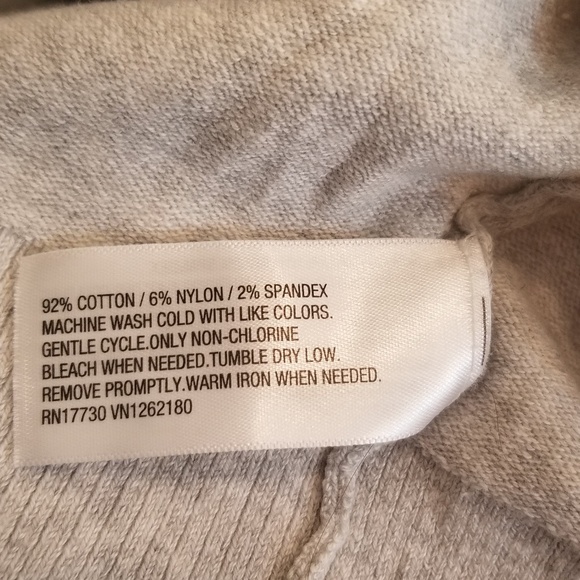 92% COTTON / 6% NYLON / 2% SPANDEX
MACHINE WASH COLD WITH LIKE COLORS.
GENTLE CYCLE.ONLY NON-CHLORINE
BLEACH WHEN NEEDED.TUMBLE DRY LOW.
REMOVE PROMPTLY.WARM IRON WHEN NEEDED.
RN17730 VN1262180